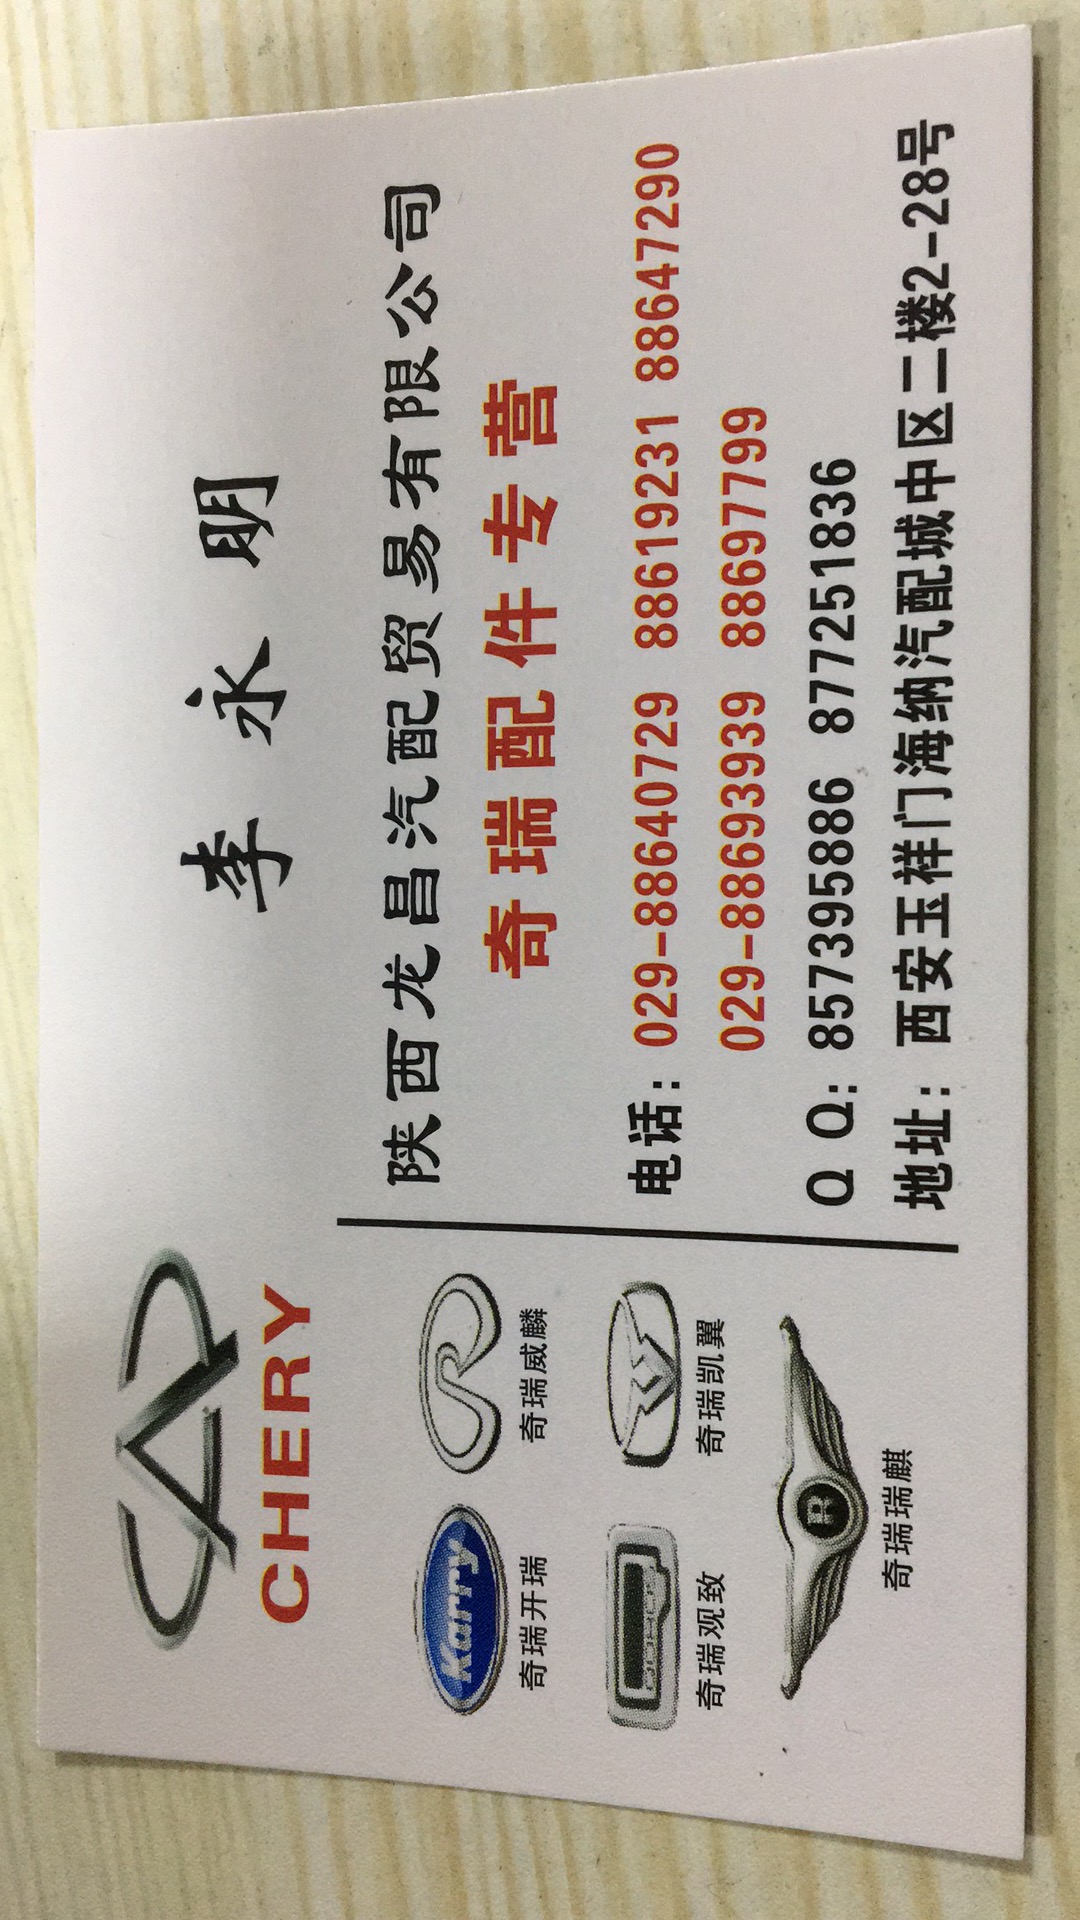 李永明
CHERY
陕西龙昌汽配贸易有限公司
奇瑞配件专营
Karry
奇瑞开瑞
奇瑞威麟
奇瑞观致
奇瑞凯翼
R
奇瑞瑞麒
电话：029-88640729 88619231 88647290
029-88693939 88697799
Q Q：857395886 877251836
地址：西安玉祥门海纳汽配城中区二楼2-28号